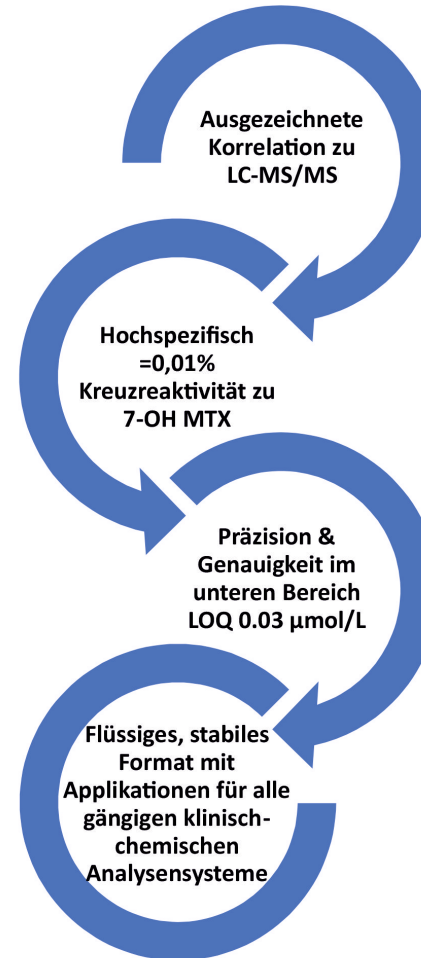 Ausgezeichnete
Korrelation zu
LC-MS/MS
Hochspezifisch
=0,01%
Kreuzreaktivität zu
7-OH MTX
Präzision &
Genauigkeit im
unteren Bereich
LOQ 0.03 µmol/L
Flüssiges, stabiles
Format mit
Applikationen für alle
gängigen klinisch-
chemischen
Analysensysteme